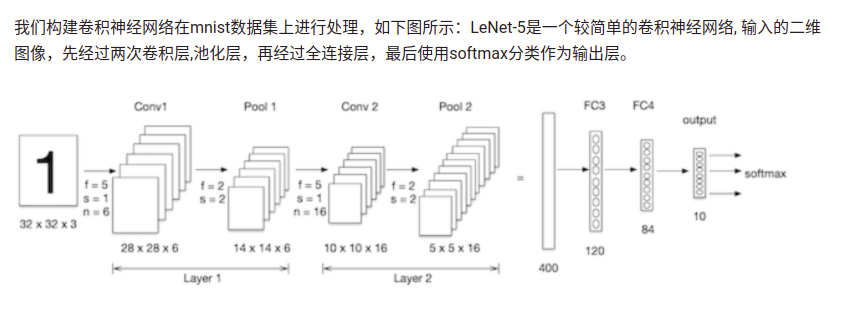 我们构建卷积神经网络在mnist数据集上进行处理，如下图所示：LeNet-5是一个较简单的卷积神经网络, 输入的二维
图像，先经过两次卷积层,池化层，再经过全连接层，最后使用softmax分类作为输出层。
Conv1 Pool 1 Conv 2 Pool 2 FC3 FC4
output
1
f = 5 f = 2 f = 5 f = 2
s = 1 s = 2 s = 1 s = 2
n = 6 n = 16
= softmax
32 x 32 x 3 10
84
28 x 28 x 6 14 x 14 x 6 10 x 10 x 16 5 x 5 x 16 120
400
Layer 1 Layer 2